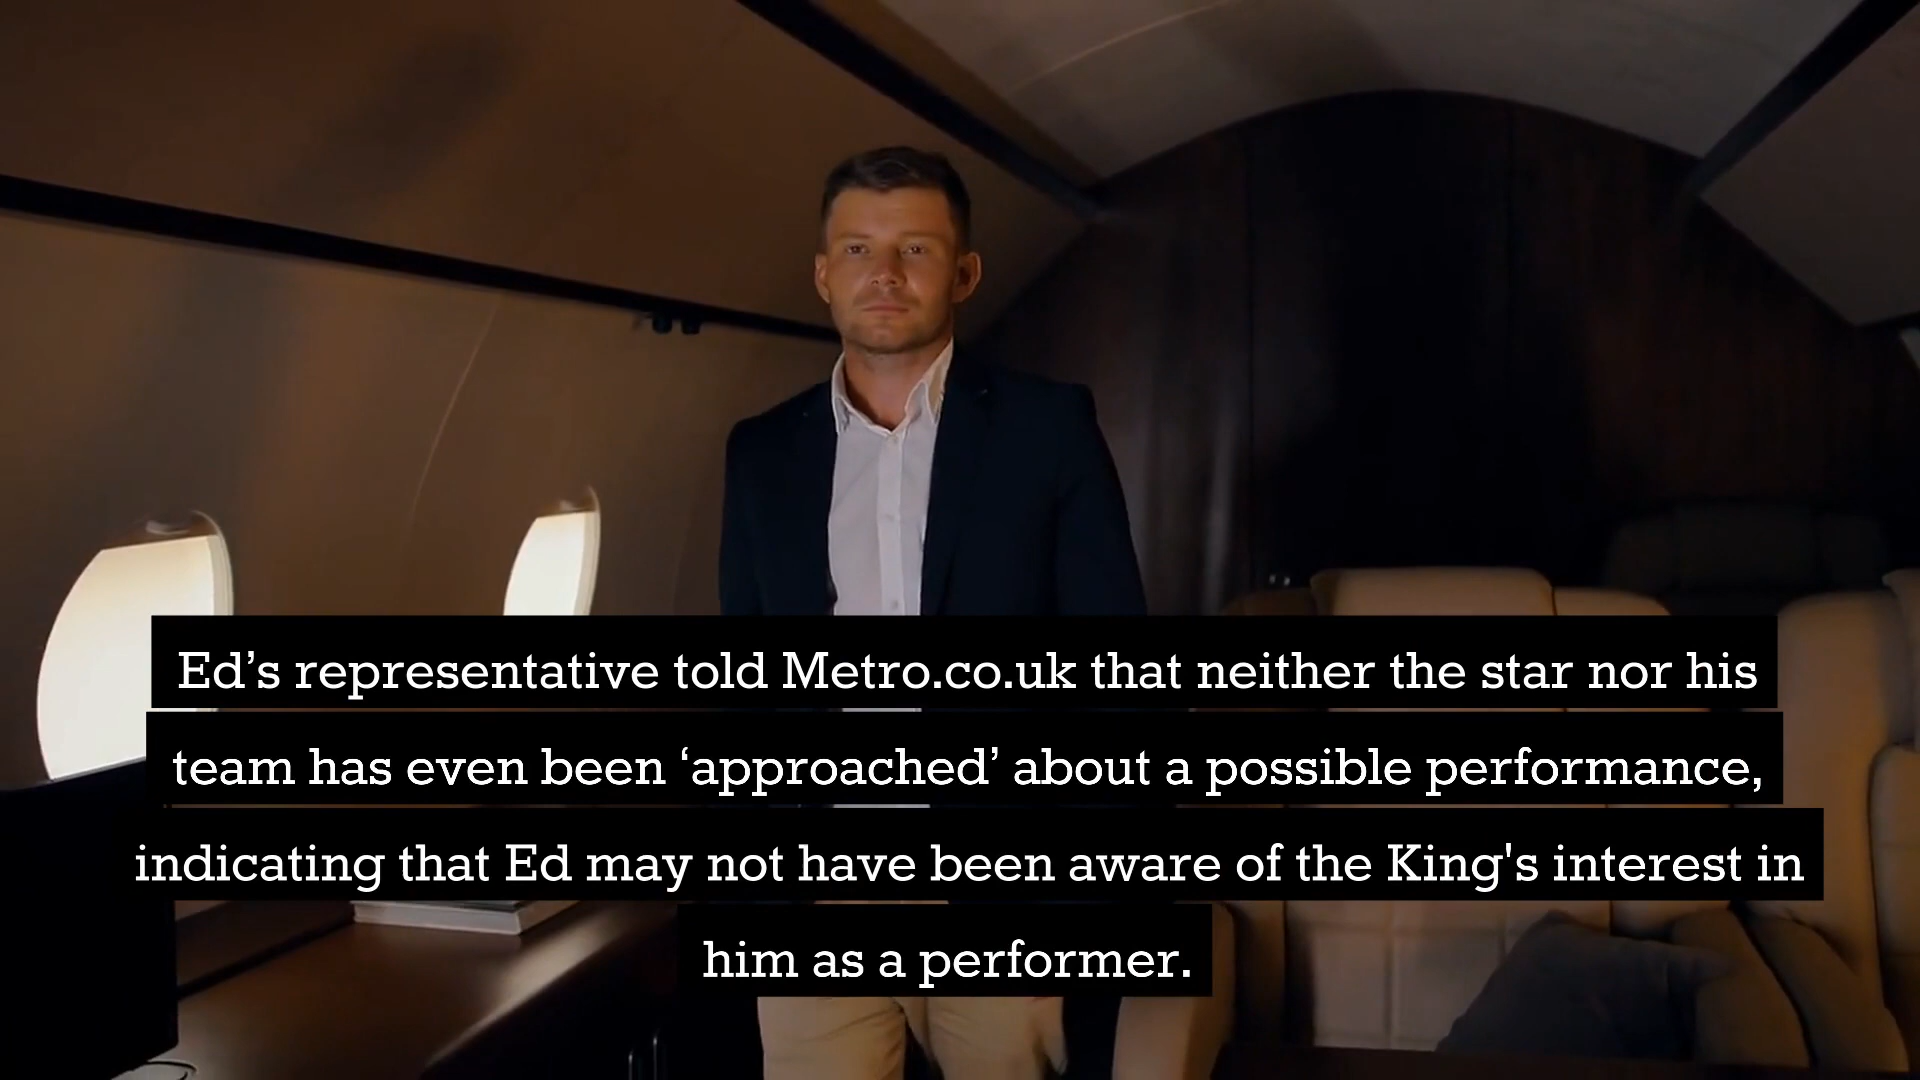 Ed’s representative told Metro.co.uk that neither the star nor his
team has even been ‘approached’ about a possible performance,
indicating that Ed may not have been aware of the King's interest in
him as a performer.